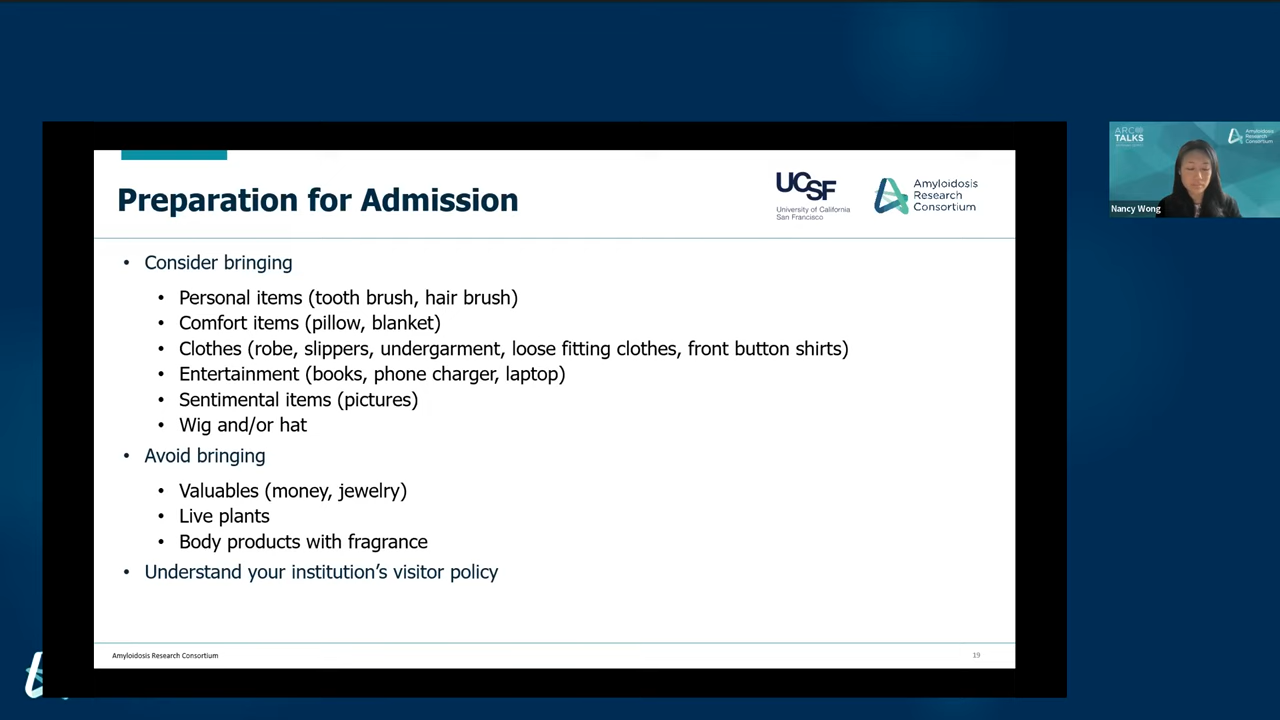 Preparation for Admission
UCSF
University of California
San Francisco
Amyloidosis
Research
Consortium
• Consider bringing
• Personal items (tooth brush, hair brush)
• Comfort items (pillow, blanket)
• Clothes (robe, slippers, undergarment, loose fitting clothes, front button shirts)
• Entertainment (books, phone charger, laptop)
• Sentimental items (pictures)
• Wig and/or hat
• Avoid bringing
• Valuables (money, jewelry)
• Live plants
• Body products with fragrance
• Understand your institution’s visitor policy
Amyloidosis Research Consortium
19
ARC
TALKS
Amyloidosis
Research
Consortium
Nancy Wong